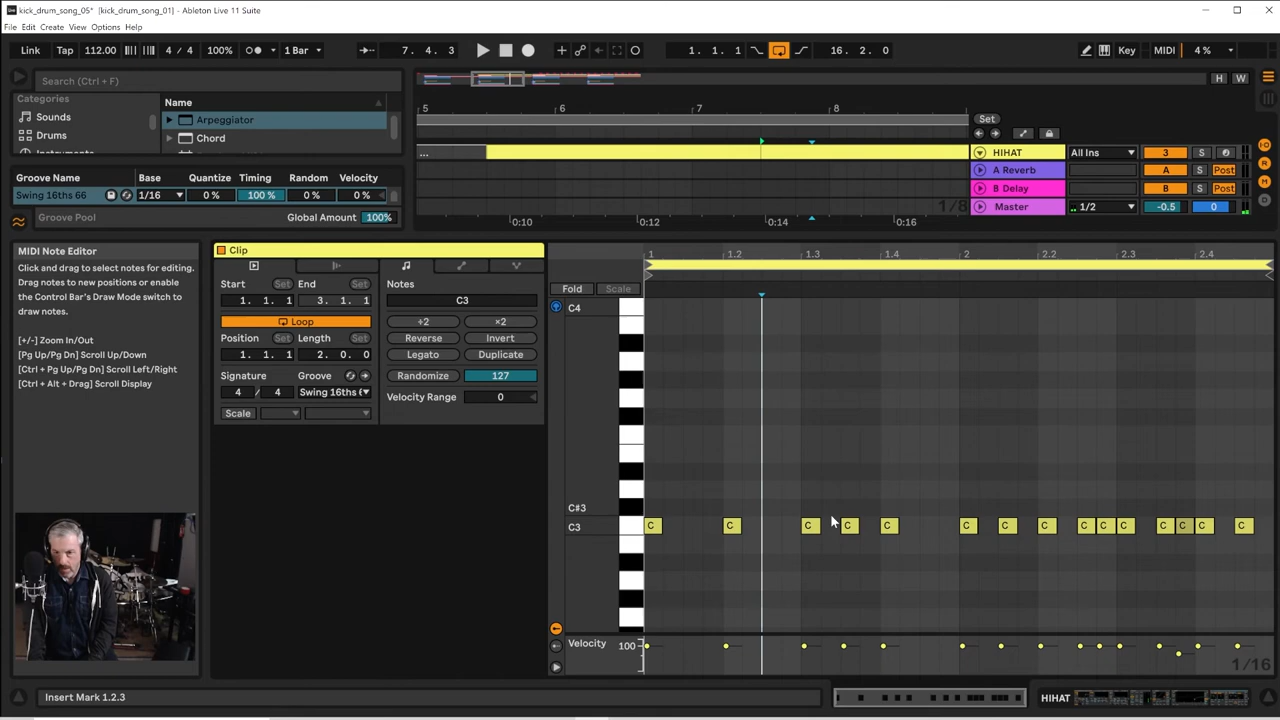 kick_drum_song_05* [kick_drum_song_01] - Ableton Live 11 Suite
File Edit Create View Options Help
Link Tap 112.00 4 / 4 100% 1 Bar 7. 4. 3 1. 1. 1 16. 2. 0 Key MIDI 4 %
Search (Ctrl + F) H W
Categories Name
Sounds Arpeggiator
Drums Chord
5 6 7 8 Set
... HIHAT All Ins 3 S
A Reverb A S Post
B Delay B S Post
Master 1/2 -0.5 0
1/8
0:10 0:12 0:14 0:16
Groove Name Base Quantize Timing Random Velocity
Swing 16ths 66 1/16 0 % 100 % 0 % 0 %
Groove Pool Global Amount 100%
MIDI Note Editor
Click and drag to select notes for editing.
Drag notes to new positions or enable
the Control Bar's Draw Mode switch to
draw notes.
[+/-] Zoom In/Out
[Pg Up/Pg Dn] Scroll Up/Down
[Ctrl + Pg Up/Pg Dn] Scroll Left/Right
[Ctrl + Alt + Drag] Scroll Display
Clip
Start Set End Set
1. 1. 1 3. 1. 1
Loop
Position Set Length Set
1. 1. 1 2. 0. 0
Signature Groove
4 / 4 Swing 16ths
Scale
Notes
C3
÷2 ×2
Reverse Invert
Legato Duplicate
Randomize 127
Velocity Range 0
1 1.2 1.3 1.4 2 2.2 2.3 2.4
Fold Scale
C4
C#3
C3 C C C C C C C C C C C C C C C
Velocity 100
1/16
Insert Mark 1.2.3 HIHAT